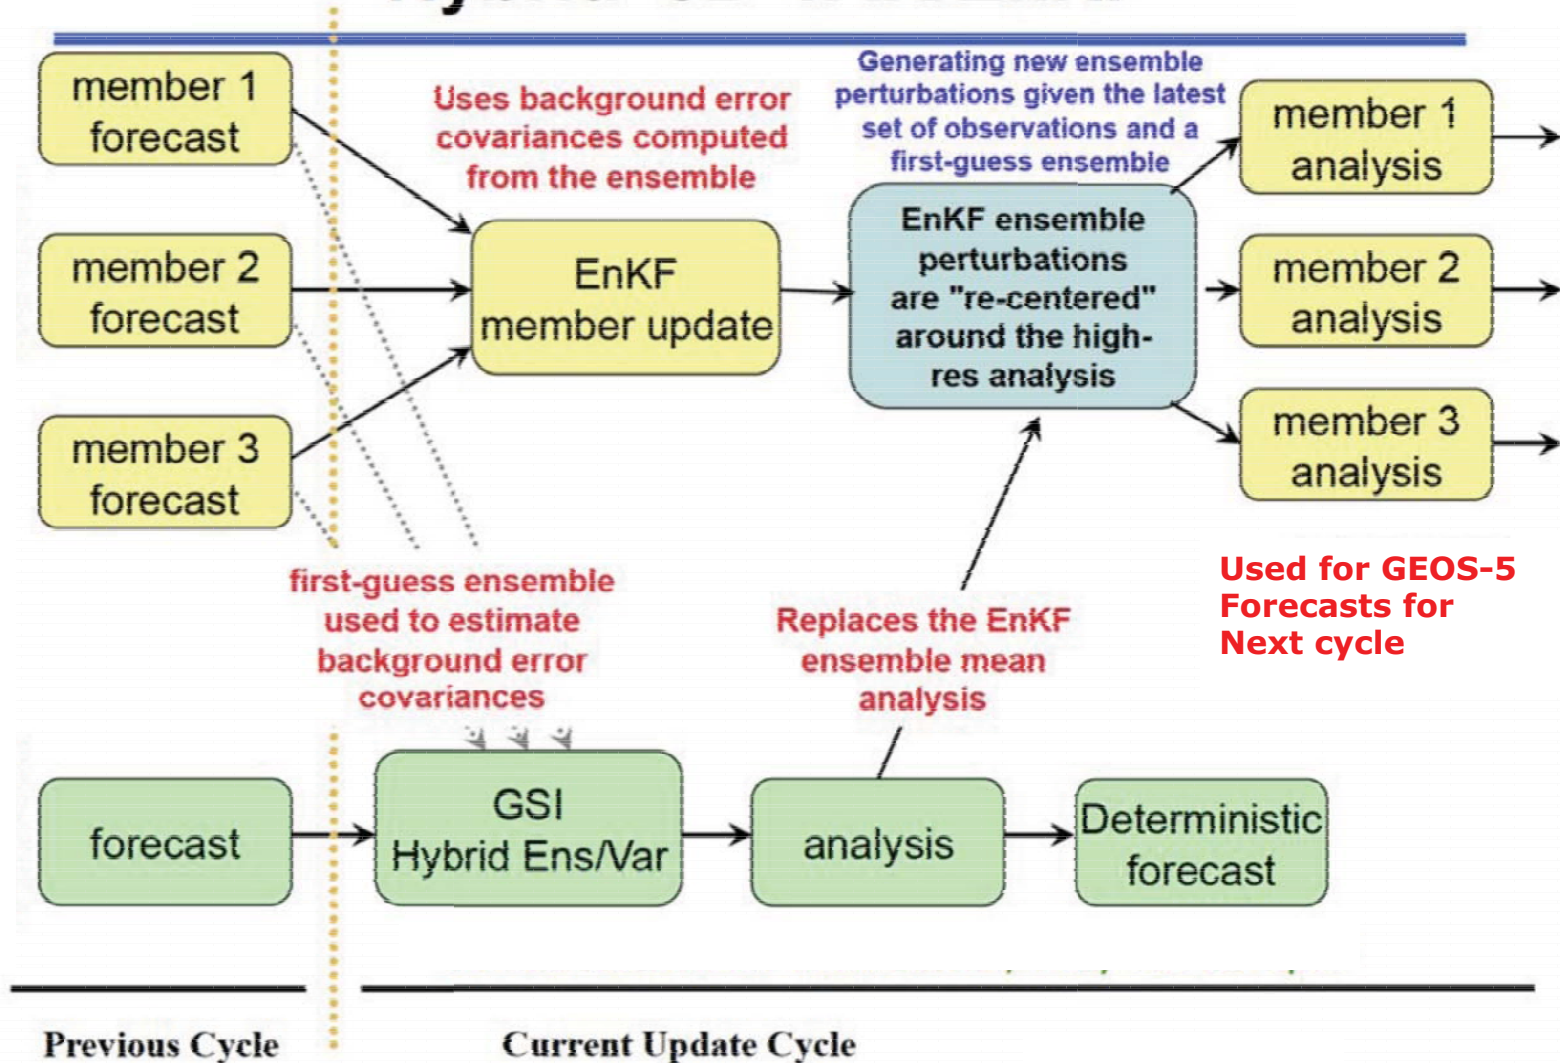 member 1
forecast
Uses background error
covariances computed
from the ensemble
Generating new ensemble
perturbations given the latest
set of observations and a
first-guess ensemble
member 1
analysis
member 2
forecast
EnKF
member update
EnKF ensemble
perturbations
are "re-centered"
around the high-
res analysis
member 2
analysis
member 3
forecast
member 3
analysis
first-guess ensemble
used to estimate
background error
covariances
Replaces the EnKF
ensemble mean
analysis
Used for GEOS-5
Forecasts for
Next cycle
forecast
GSI
Hybrid Ens/Var
analysis
Deterministic
forecast
Previous Cycle
Current Update Cycle